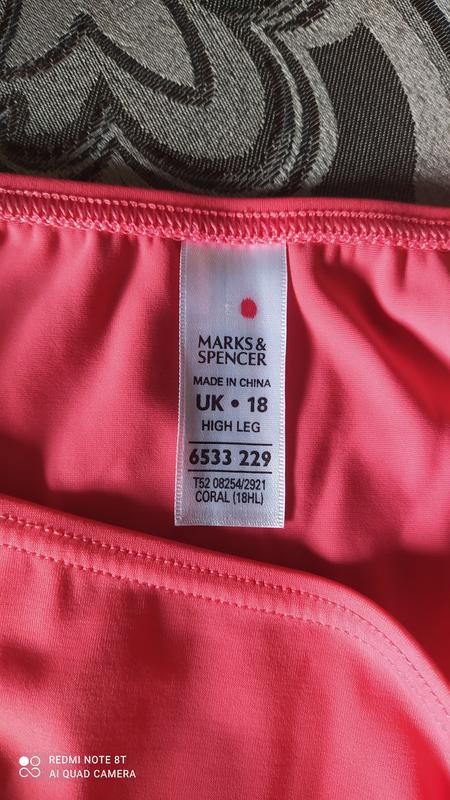 MARKS &
SPENCER
MADE IN CHINA
UK • 18
HIGH LEG
6533 229
T52 08254/2921
CORAL (18HL)
REDMI NOTE 8T
AI QUAD CAMERA